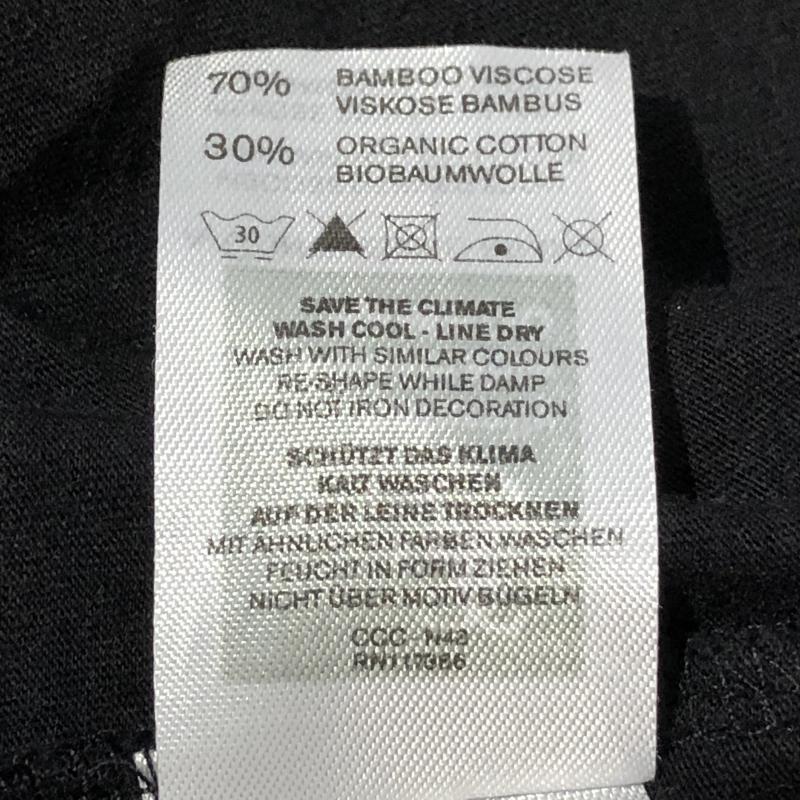 70% BAMBOO VISCOSE
VISKOSE BAMBUS
30% ORGANIC COTTON
BIOBAUMWOLLE
30
SAVE THE CLIMATE
WASH COOL - LINE DRY
WASH WITH SIMILAR COLOURS
RE-SHAPE WHILE DAMP
DO NOT IRON DECORATION
SCHÜTZT DAS KLIMA
KALT WASCHEN
AUF DER LEINE TROCKNEN
MIT ÄHNLICHEN FARBEN WASCHEN
FEUCHT IN FORM ZIEHEN
NICHT ÜBER MOTIV BÜGELN
CCC - N48